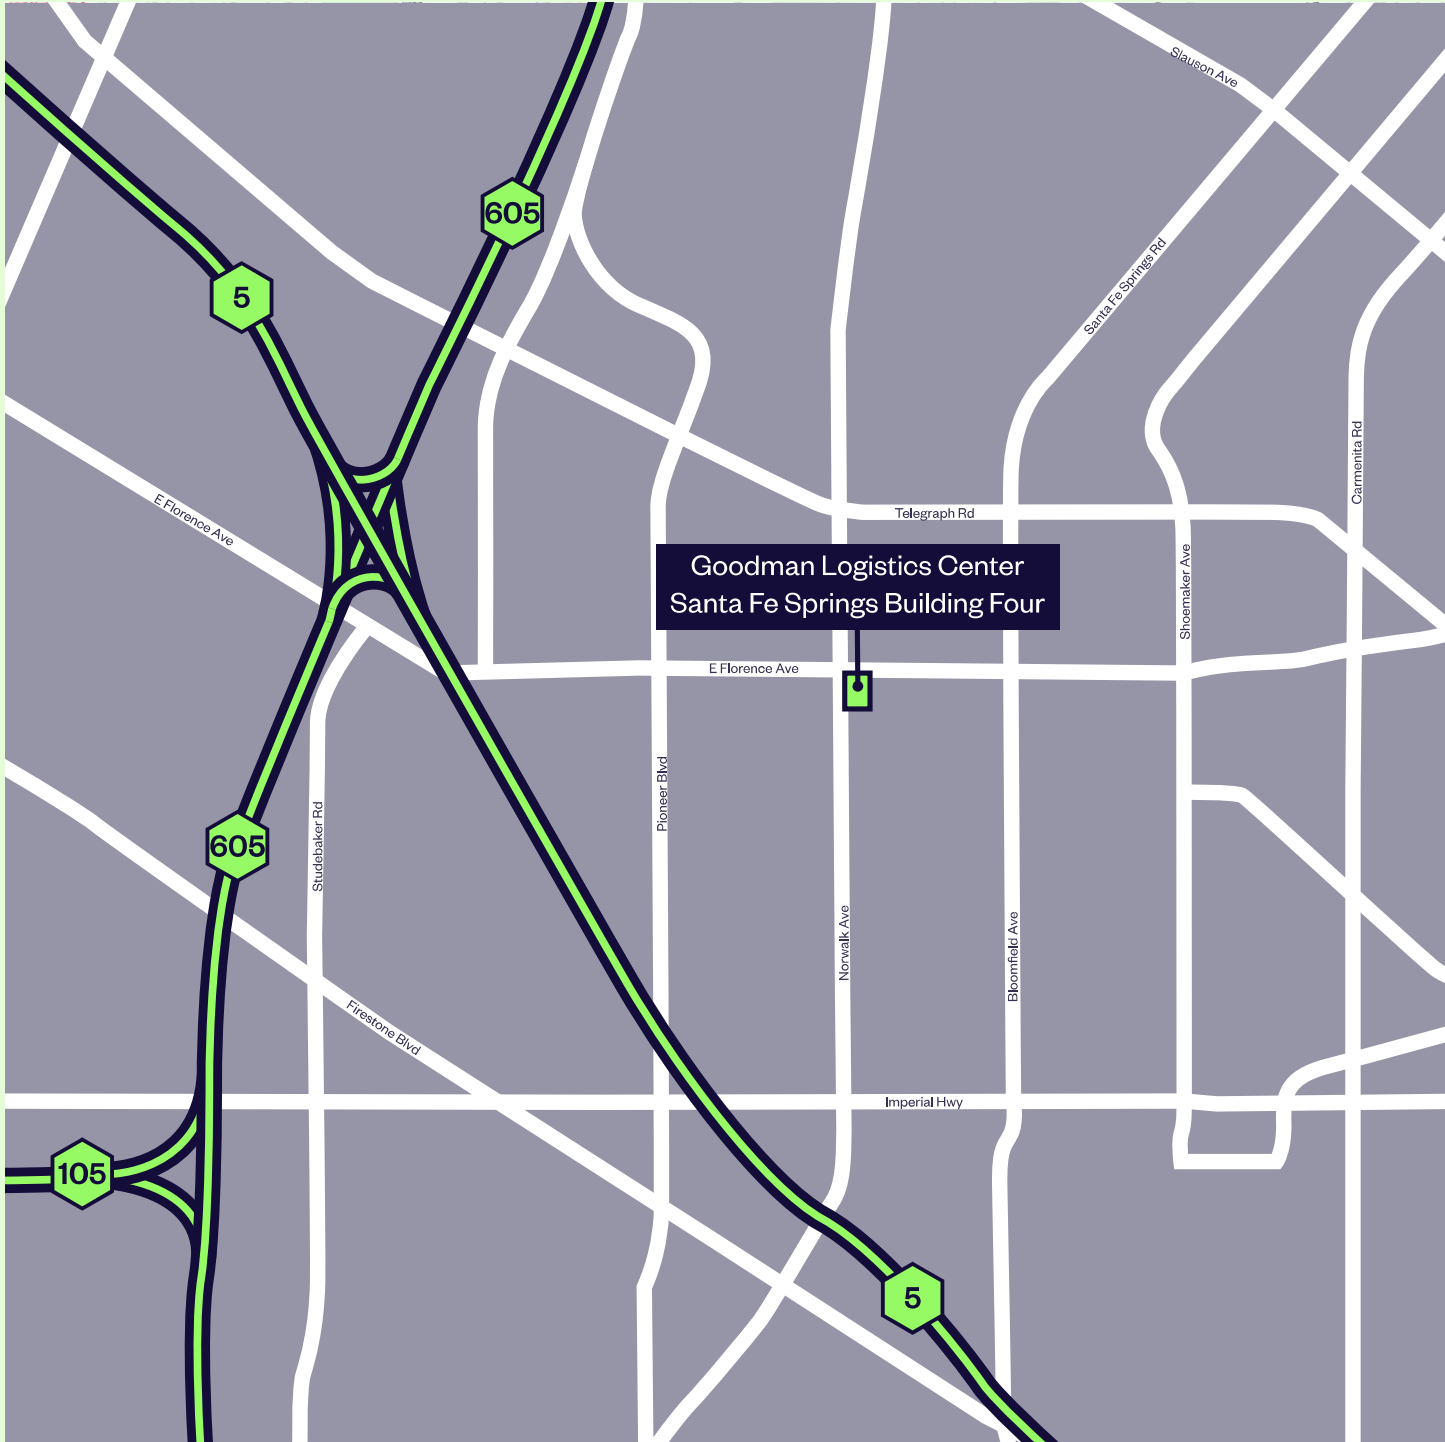 Slauson Ave
605
5
Santa Fe Springs Rd
Carmenita Rd
E Florence Ave
Telegraph Rd
Shoemaker Ave
Goodman Logistics Center
Santa Fe Springs Building Four
E Florence Ave
Pioneer Blvd
Studebaker Rd
605
Norwalk Ave
Bloomfield Ave
Firestone Blvd
Imperial Hwy
105
5